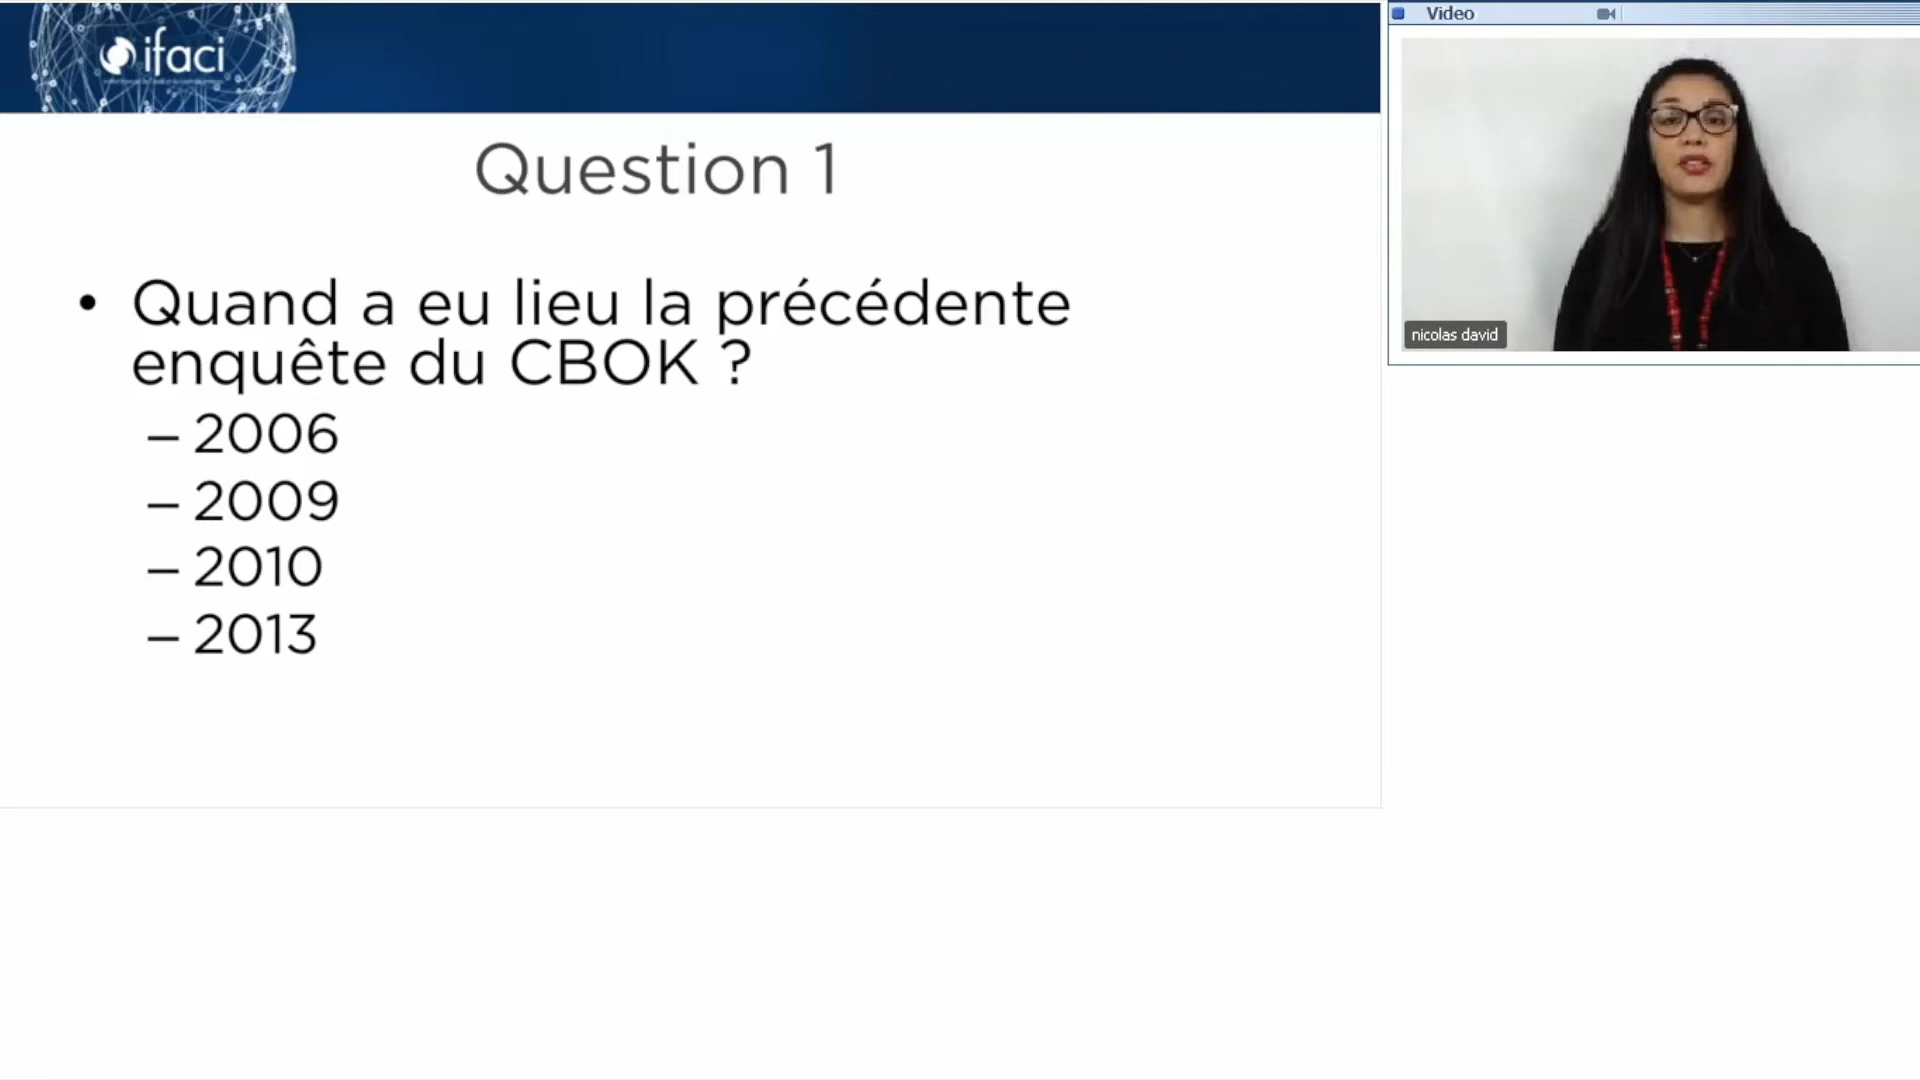 ifaci
Question 1
• Quand a eu lieu la précédente
enquête du CBOK ?
– 2006
– 2009
– 2010
– 2013
Video
nicolas david